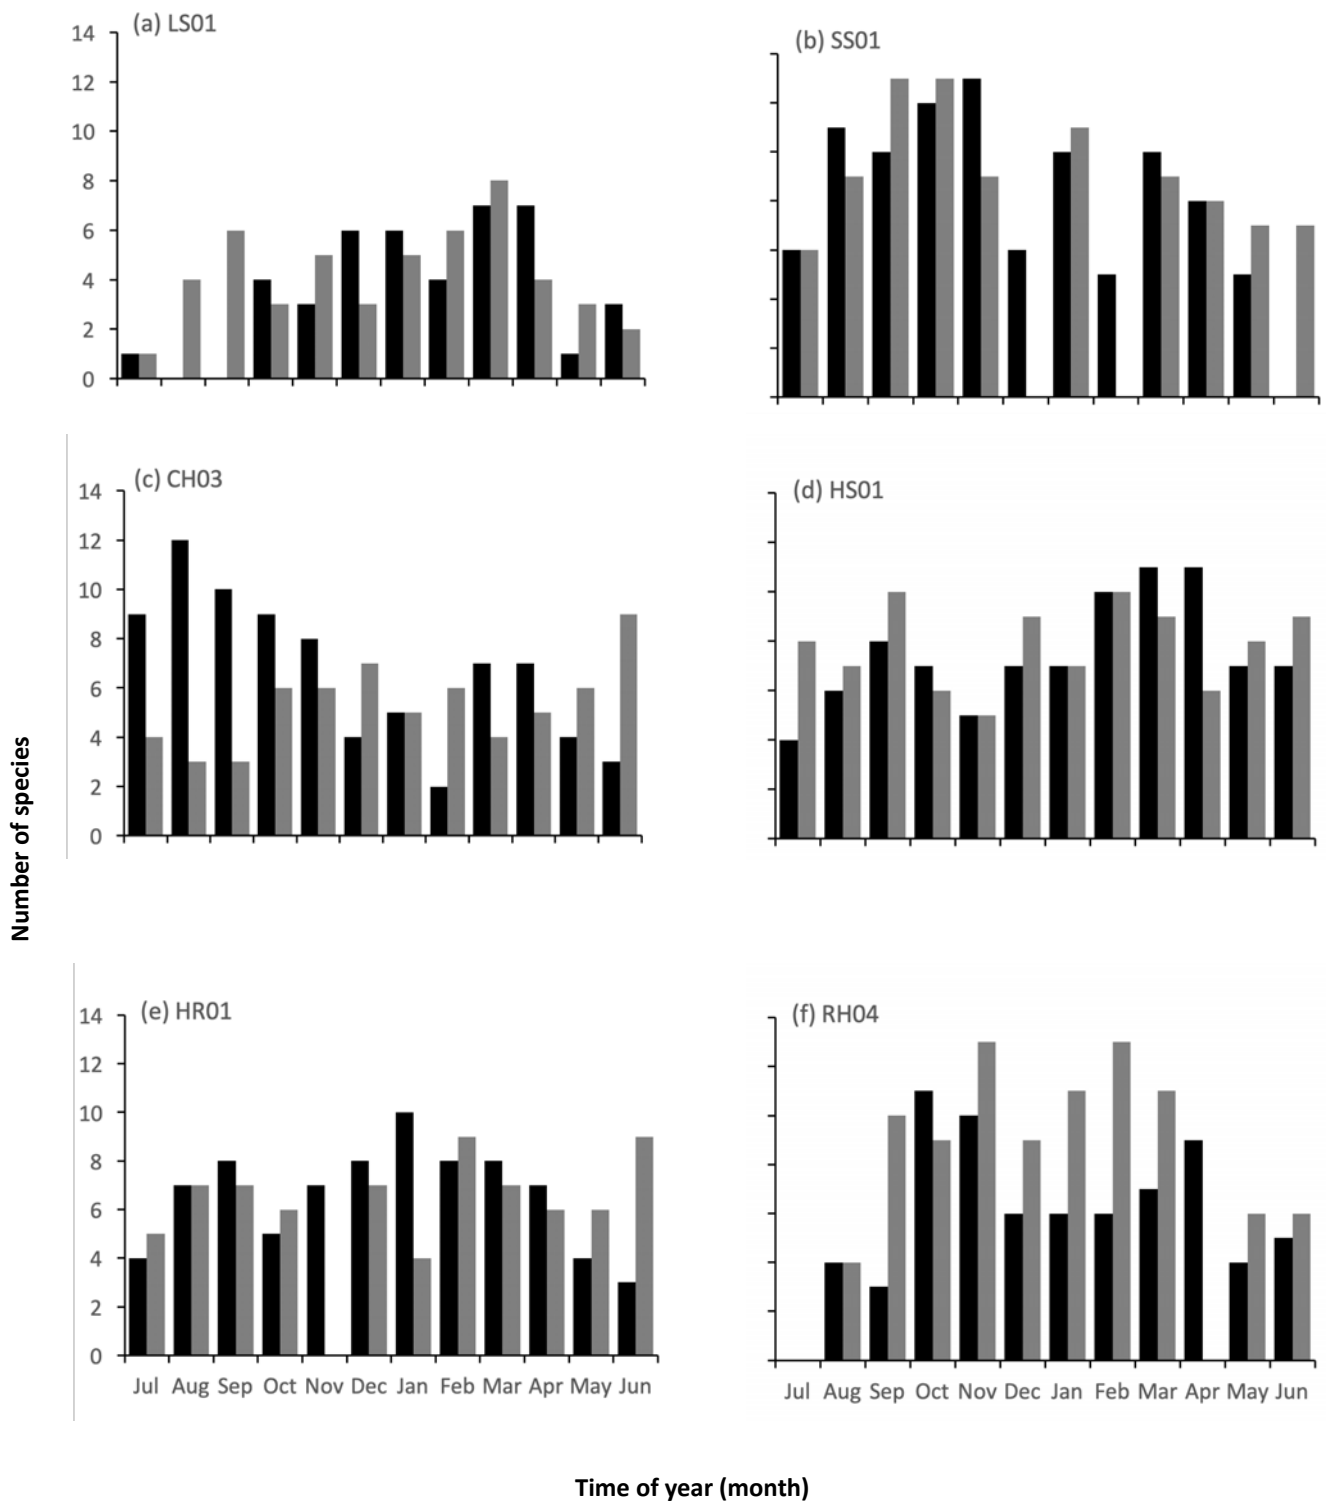 (a) LS01
14
12
10
8
6
4
2
0
(b) SS01
(c) CH03
14
12
10
8
6
4
2
0
(d) HS01
Number of species
(e) HR01
14
12
10
8
6
4
2
0
Jul Aug Sep Oct Nov Dec Jan Feb Mar Apr May Jun
(f) RH04
Jul Aug Sep Oct Nov Dec Jan Feb Mar Apr May Jun
Time of year (month)